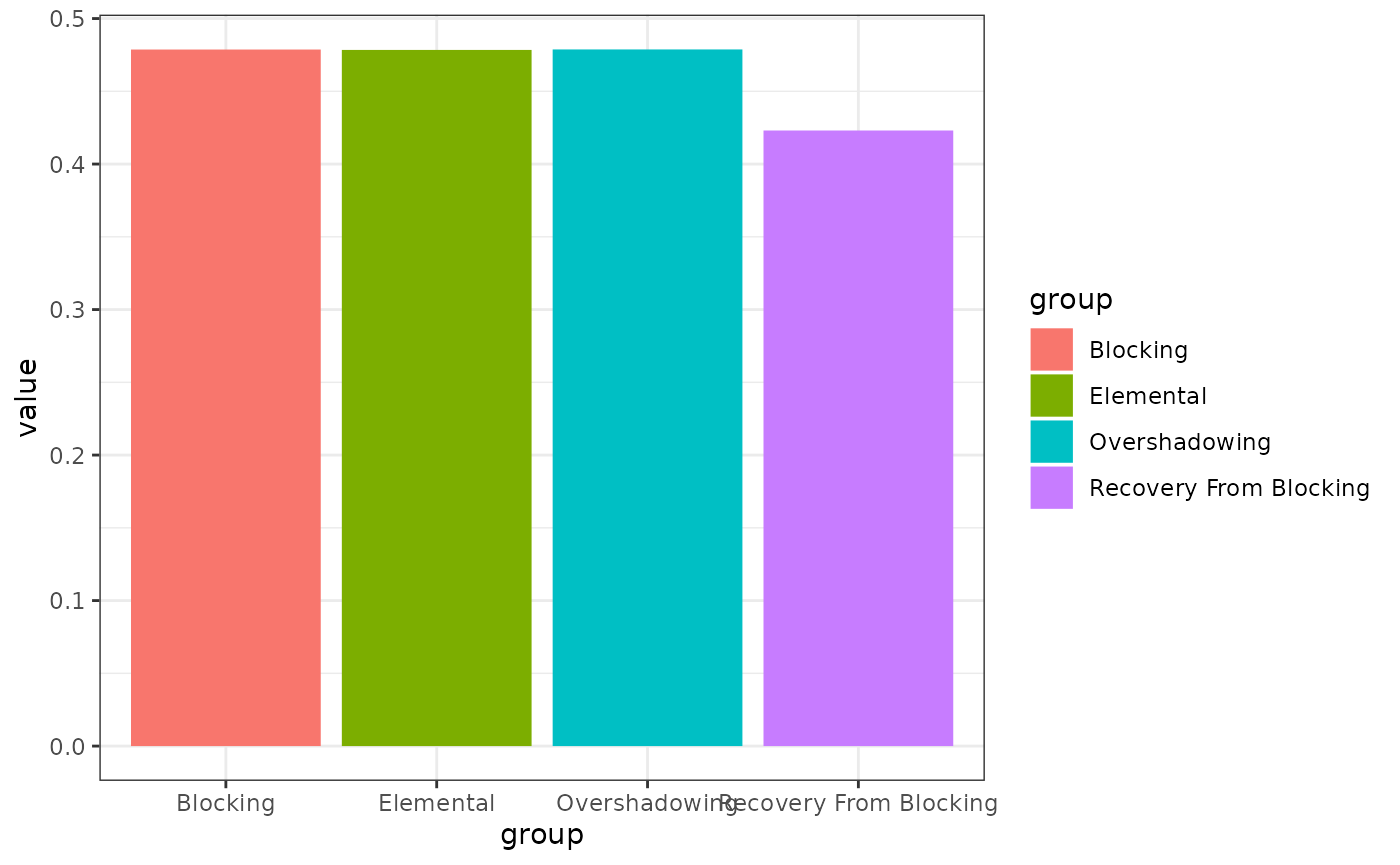 0.5
0.4
0.3
0.2
0.1
0.0
value
Blocking
Elemental
Overshadowing
Recovery From Blocking
group
group
Blocking
Elemental
Overshadowing
Recovery From Blocking